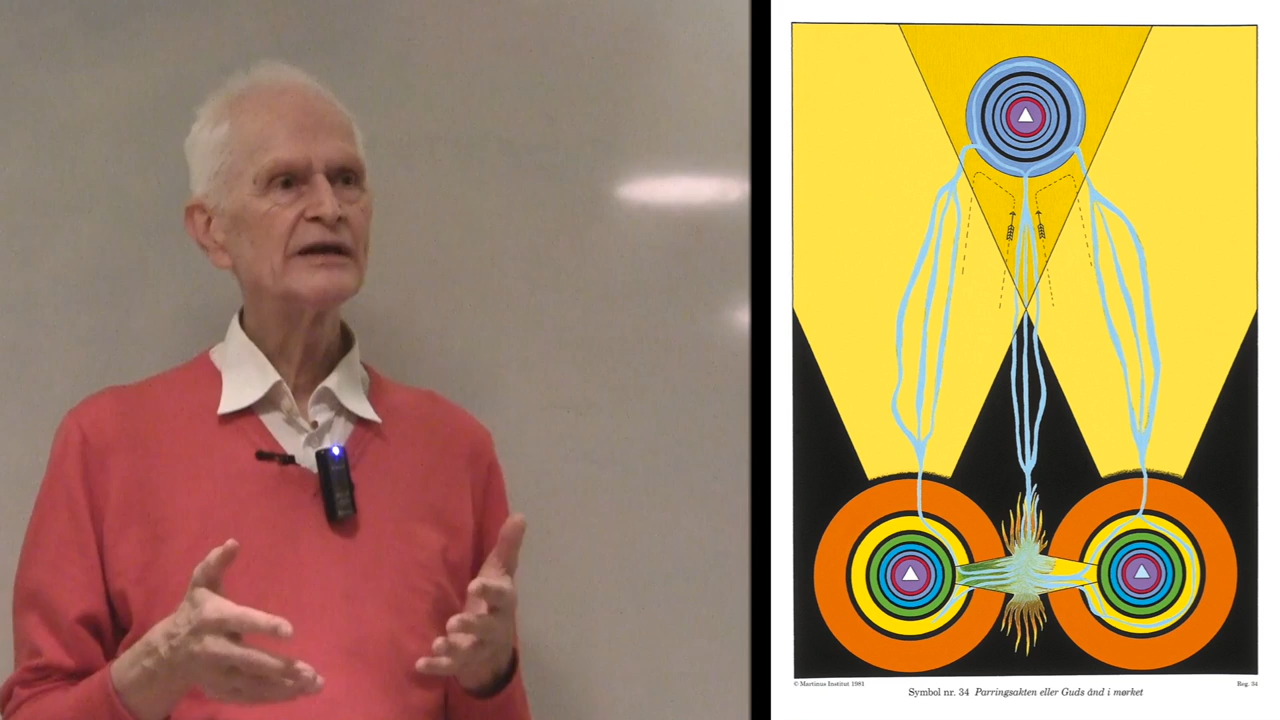 © Martinus Institut 1981
Reg. 34
Symbol nr. 34 Parringsakten eller Guds ånd i mørket